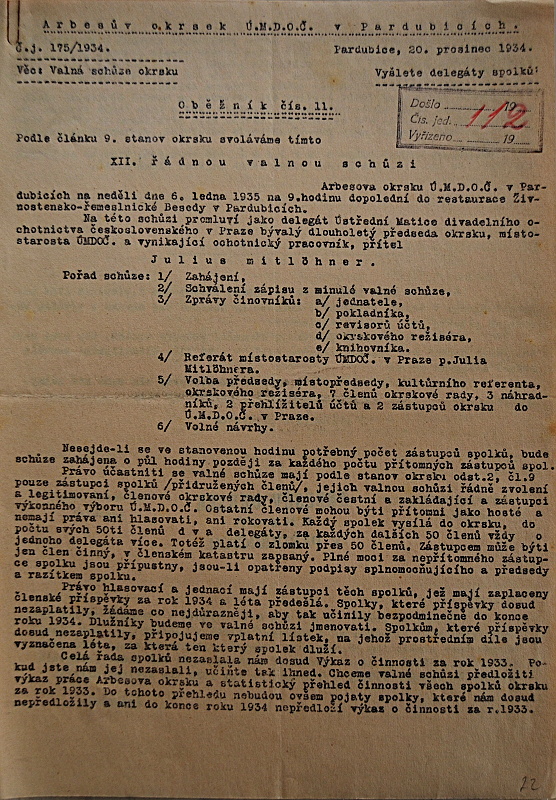 Arbesův okrsek Ú.M.D.O.Č. v Pardubicích.
Č.j. 175/1934.
Pardubice, 20. prosinec 1934.
Věc: Valná schůze okrsku
Vyšlete delegáty spolků!
Oběžník čís. 11.
Došlo 19
Čís. jed. 112
Vyřízeno 19
Podle článku 9. stanov okrsku svoláváme tímto
XII. řádnou valnou schůzi
Arbesova okrsku Ú.M.D.O.Č. v Par-
dubicích na neděli dne 6. ledna 1935 na 9.hodinu dopolední do restaurace Živ-
nostensko-řemeslnické Besedy v Pardubicích.
Na této schůzi promluví jako delegát Ústřední Matice divadelního o-
chotnictva československého v Praze bývalý dlouholetý předseda okrsku, místo-
starosta ÚMDOČ. a vynikající ochotnický pracovník, přítel
Julius mitlöhner.
Pořad schůze: 1/ Zahájení,
2/ Schválení zápisu z minulé valné schůze,
3/ Zprávy činovníků: a/ jednatele,
b/ pokladníka,
c/ revisorů účtů,
d/ okrskového režiséra,
e/ knihovníka.
4/ Referát místostarosty ÚMDOČ. v Praze p.Julia
Mitlöhnera.
5/ Volba předsedy, místopředsedy, kultúrního referenta,
okrskového režiséra, 7 členů okrskové rady, 3 náhrad-
níků, 2 přehlížitelů účtů a 2 zástupců okrsku do
Ú.M.D.O.Č. v Praze.
6/ Volné návrhy.
Nesejde-li se ve stanovenou hodinu potřebný počet zástupců spolků, bude
schůze zahájena o půl hodiny později za každého počtu přítomných zástupců spol.
Právo účastniti se valné schůze mají podle stanov okrsku odst.2, čl.9
pouze zástupci spolků /přidružených členů/, jejich valnou schůzí řádně zvolení
a legitimovaní, členové okrskové rady, členové čestní a zakládající a zástupci
výkonného výboru Ú.M.D.O.Č. Ostatní členové mohou býti přítomni jako hosté a
nemají práva ani hlasovati, ani rokovati. Každý spolek vysílá do okrsku, do
počtu svých 50ti členů dva delegáty, za každých dalších 50 členů vždy o
jednoho delegáta více. Totéž platí o zlomku přes 50 členů. Zástupcem může býti
jen člen činný, v členském katastru zapsaný. Plné moci za nepřítomného zástup-
ce spolku jsou přípustny, jsou-li opatřeny podpisy splnomocňujícího a předsedy
a razítkem spolku.
Právo hlasovací a jednací mají zástupci těch spolků, jež mají zaplaceny
členské příspěvky za rok 1934 a léta předešlá. Spolky, které příspěvky dosud
nezaplatily, žádáme co nejdůrazněji, aby tak učinily bezpodmínečně do konce
roku 1934. Dlužníky budeme ve valné schůzi jmenovati. Spolkům, které příspěvky
dosud nezaplatily, připojujeme vplatní lístek, na jehož prostředním díle jsou
vyznačena léta, za která ten který spolek dluží.
Celá řada spolků nezaslala nám dosud Výkaz o činnosti za rok 1933. Po-
kud jste nám jej nezaslali, učiňte tak ihned. Chceme valné schůzi předložiti
výkaz práce Arbesova okrsku a statistický přehled činnosti všech spolků okrsku
za rok 1933. Do tohoto přehledu nebudou ovšem pojaty spolky, které nám dosud
nepředložily a ani do konce roku 1934 nepředloží výkaz o činnosti za r.1933.
22